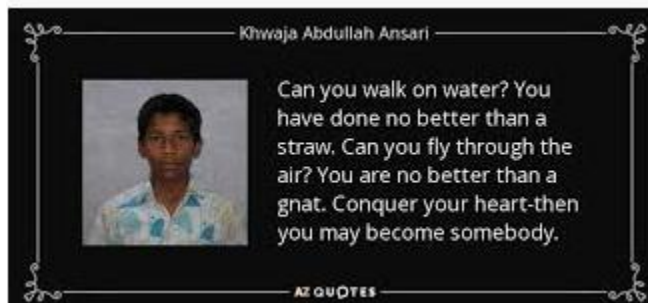 Khwaja Abdullah Ansari
Can you walk on water? You
have done no better than a
straw. Can you fly through the
air? You are no better than a
gnat. Conquer your heart-then
you may become somebody.
AZ QUOTES